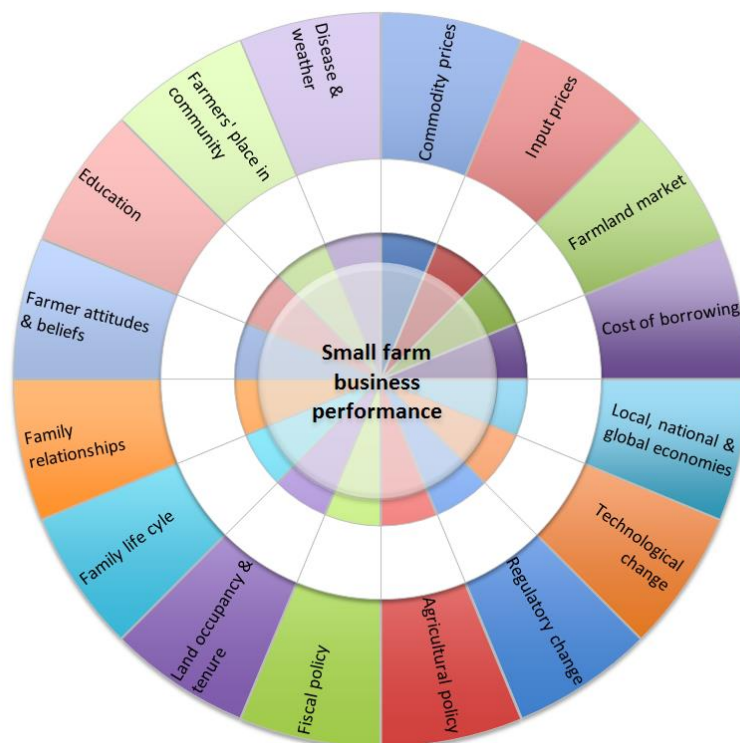 Small farm
business
performance
Commodity prices
Input prices
Farmland market
Cost of borrowing
Local, national &
global economies
Technological
change
Regulatory change
Agricultural policy
Fiscal policy
Land occupancy &
tenure
Family life cyle
Family
relationships
Farmer attitudes
& beliefs
Education
Farmers' place in
community
Disease &
weather